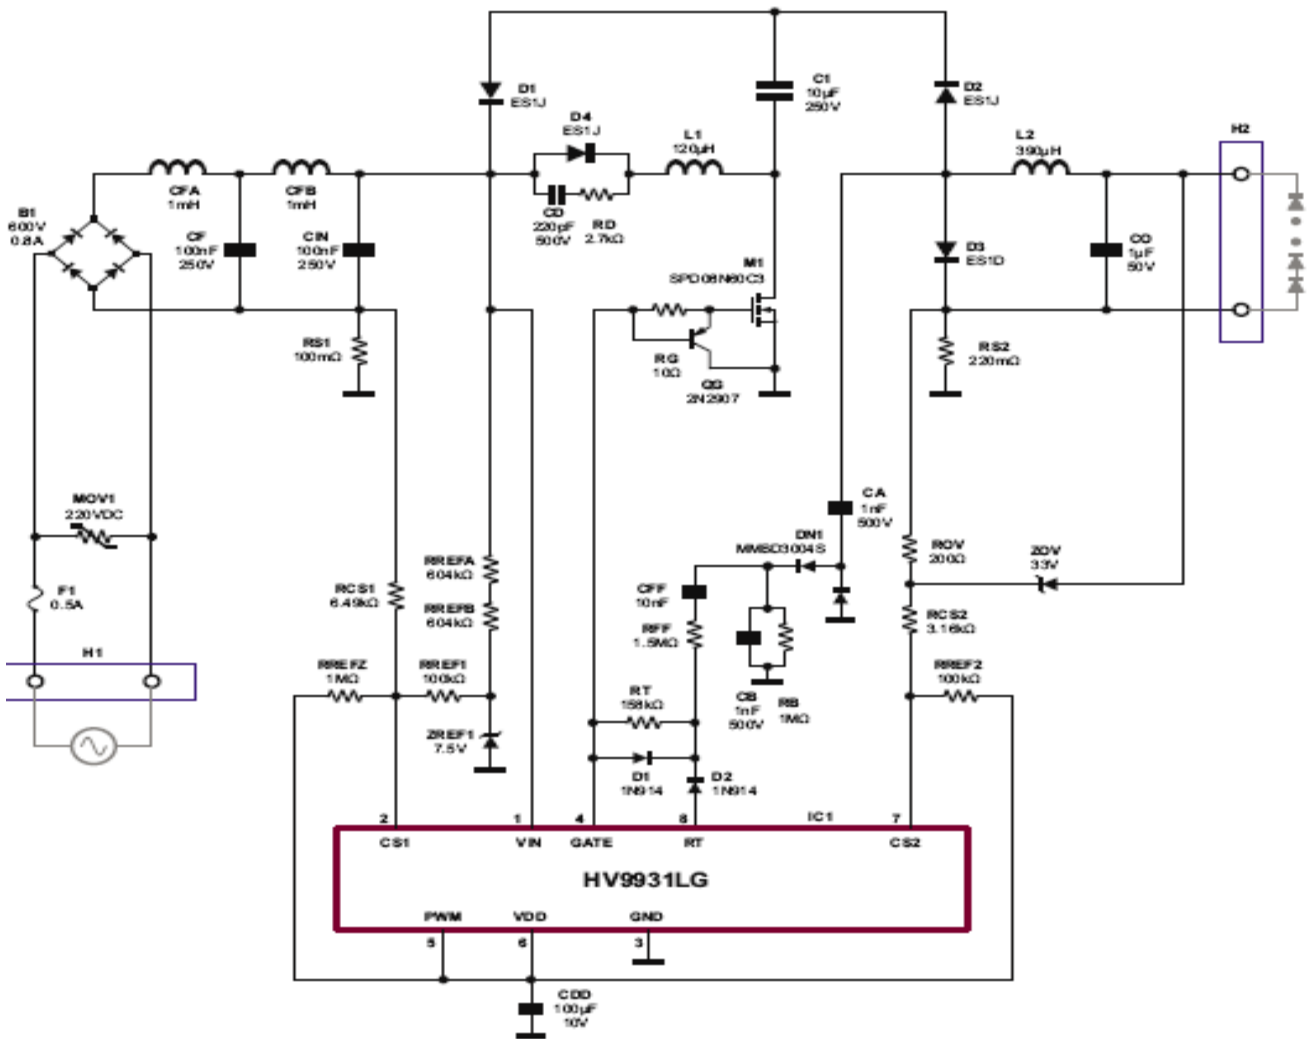 D1
ES1J
C1
10µF
250V
D2
ES1J
D4
ES1J
L1
120µH
L2
390µH
H2
CFA
1mH
CFB
1mH
CD
220pF
500V
RD
2.7kΩ
B1
600V
0.8A
CF
100nF
250V
CIN
100nF
250V
D3
ES1D
CO
1µF
50V
M1
SPD06N60C3
RS1
100mΩ
RG
10Ω
QG
2N2907
RS2
220mΩ
MOV1
220VDC
CA
1nF
500V
DN1
MMBD3004S
ROV
200Ω
ZOV
33V
F1
0.5A
RCS1
6.49kΩ
RREFA
604kΩ
RREFB
604kΩ
CFF
10nF
RFF
1.5MΩ
RCS2
3.16kΩ
H1
RREFZ
1MΩ
RREF1
100kΩ
RREF2
100kΩ
RT
158kΩ
CB
1nF
500V
RB
1MΩ
ZREF1
7.5V
D1
1N914
D2
1N914
2
1
4
8
IC1
7
CS1
VIN
GATE
RT
CS2
HV9931LG
PWM
VDD
GND
5
6
3
CDD
100µF
10V